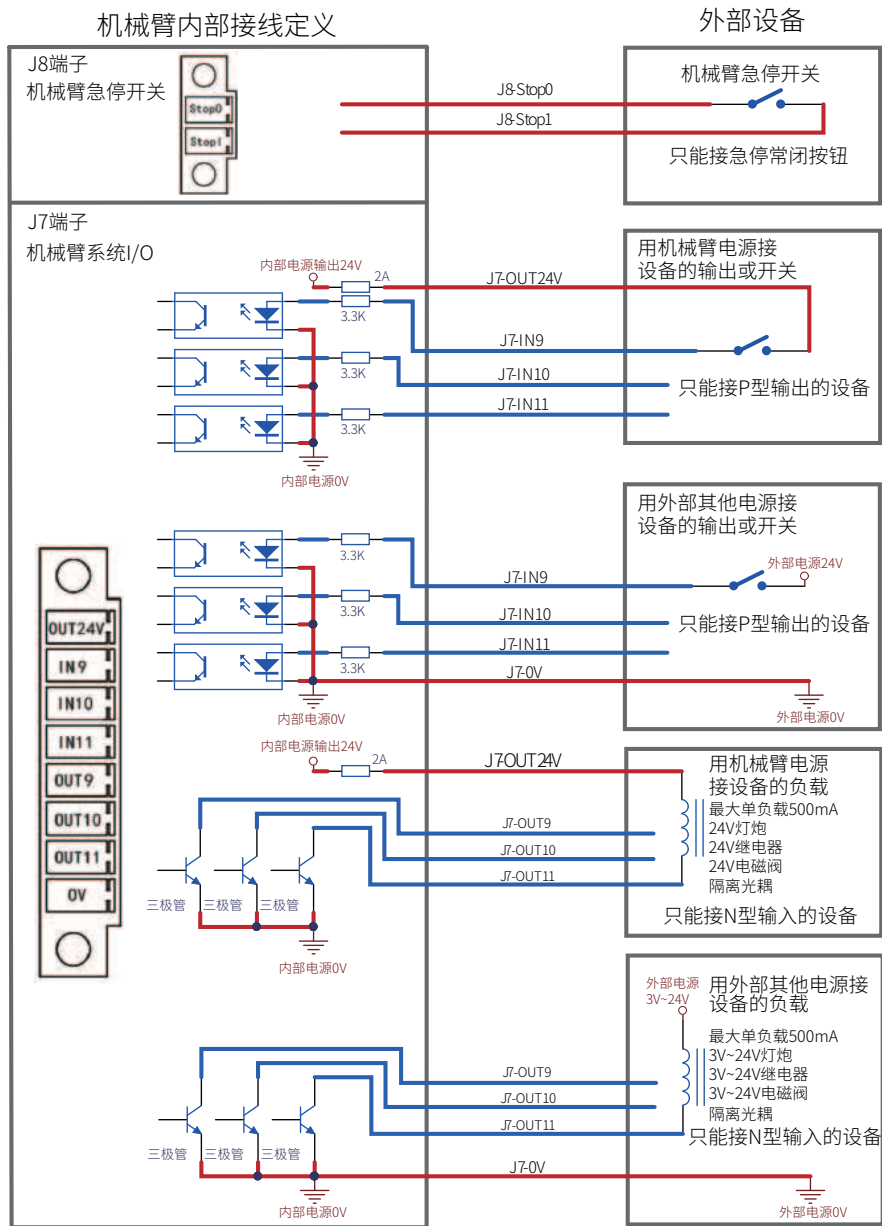 机械臂内部接线定义
外部设备
J8端子
机械臂急停开关
Stop0
Stop1
J8-Stop0
J8-Stop1
机械臂急停开关
只能接急停常闭按钮
J7端子
机械臂系统I/O
内部电源输出24V
2A
3.3K
3.3K
3.3K
内部电源0V
J7-OUT24V
J7-IN9
J7-IN10
J7-IN11
用机械臂电源接
设备的输出或开关
只能接P型输出的设备
3.3K
3.3K
3.3K
内部电源0V
J7-IN9
J7-IN10
J7-IN11
J7-0V
用外部其他电源接
设备的输出或开关
外部电源24V
只能接P型输出的设备
外部电源0V
OUT24V
IN9
IN10
IN11
OUT9
OUT10
OUT11
0V
内部电源输出24V
2A
三极管
三极管
三极管
内部电源0V
J7-OUT24V
J7-OUT9
J7-OUT10
J7-OUT11
用机械臂电源
接设备的负载
最大单负载500mA
24V灯炮
24V继电器
24V电磁阀
隔离光耦
只能接N型输入的设备
三极管
三极管
三极管
内部电源0V
J7-OUT9
J7-OUT10
J7-OUT11
J7-0V
外部电源
3V~24V
用外部其他电源接
设备的负载
最大单负载500mA
3V~24V灯炮
3V~24V继电器
3V~24V电磁阀
隔离光耦
只能接N型输入的设备
外部电源0V